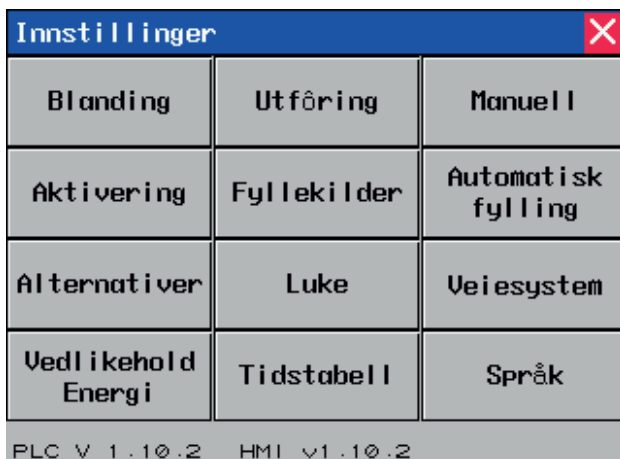 Innstillinger
Blanding Utfôring Manuell
Aktivering Fyllekilder Automatisk
fylling
Alternativer Luke Veiesystem
Vedlikehold
Energi Tidstabell Språk
PLC V 1.10.2 HMI v1.10.2